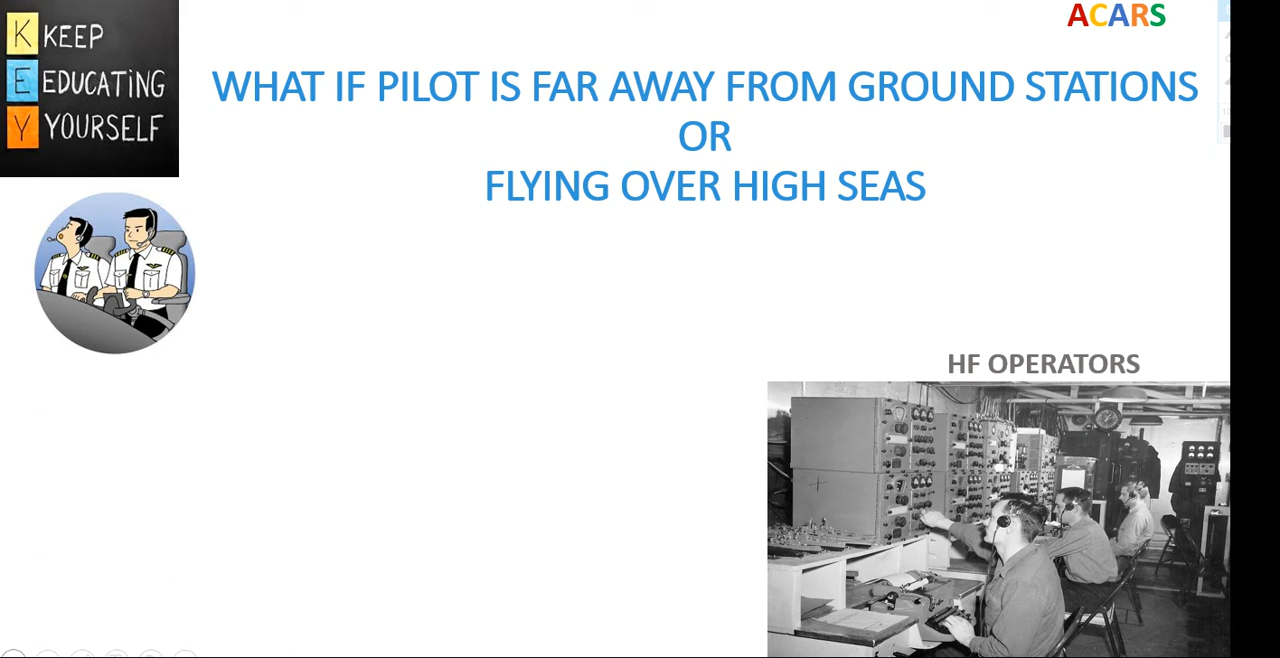 ACARS
K KEEP
E EDUCATING
Y YOURSELF
WHAT IF PILOT IS FAR AWAY FROM GROUND STATIONS
OR
FLYING OVER HIGH SEAS
HF OPERATORS